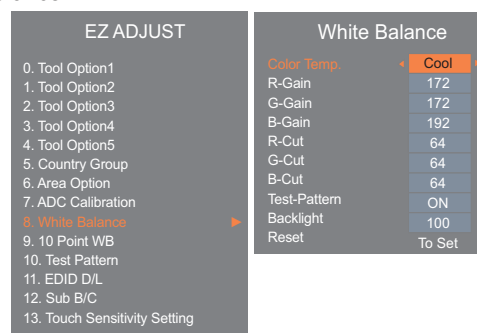 EZ ADJUST
0. Tool Option1
1. Tool Option2
2. Tool Option3
3. Tool Option4
4. Tool Option5
5. Country Group
6. Area Option
7. ADC Calibration
8. White Balance ►
9. 10 Point WB
10. Test Pattern
11. EDID D/L
12. Sub B/C
13. Touch Sensitivity Setting
White Balance
Color Temp. ◄ Cool ►
R-Gain 172
G-Gain 172
B-Gain 192
R-Cut 64
G-Cut 64
B-Cut 64
Test-Pattern ON
Backlight 100
Reset To Set